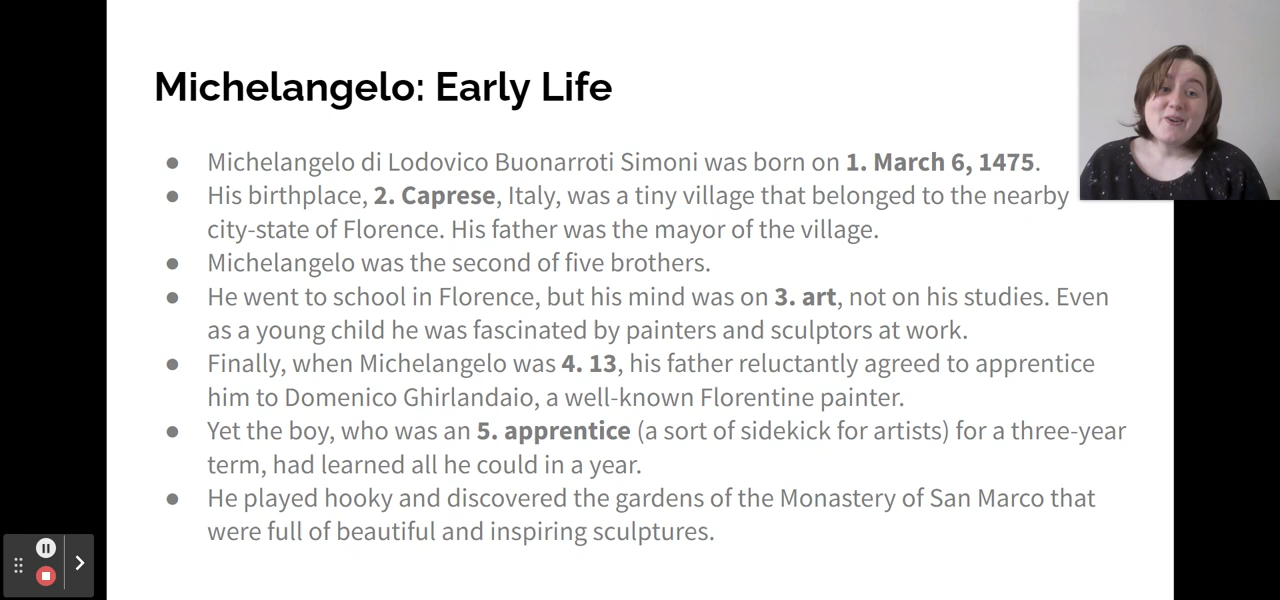 Michelangelo: Early Life
● Michelangelo di Lodovico Buonarroti Simoni was born on 1. March 6, 1475.
● His birthplace, 2. Caprese, Italy, was a tiny village that belonged to the nearby
city-state of Florence. His father was the mayor of the village.
● Michelangelo was the second of five brothers.
● He went to school in Florence, but his mind was on 3. art, not on his studies. Even
as a young child he was fascinated by painters and sculptors at work.
● Finally, when Michelangelo was 4. 13, his father reluctantly agreed to apprentice
him to Domenico Ghirlandaio, a well-known Florentine painter.
● Yet the boy, who was an 5. apprentice (a sort of sidekick for artists) for a three-year
term, had learned all he could in a year.
● He played hooky and discovered the gardens of the Monastery of San Marco that
were full of beautiful and inspiring sculptures.